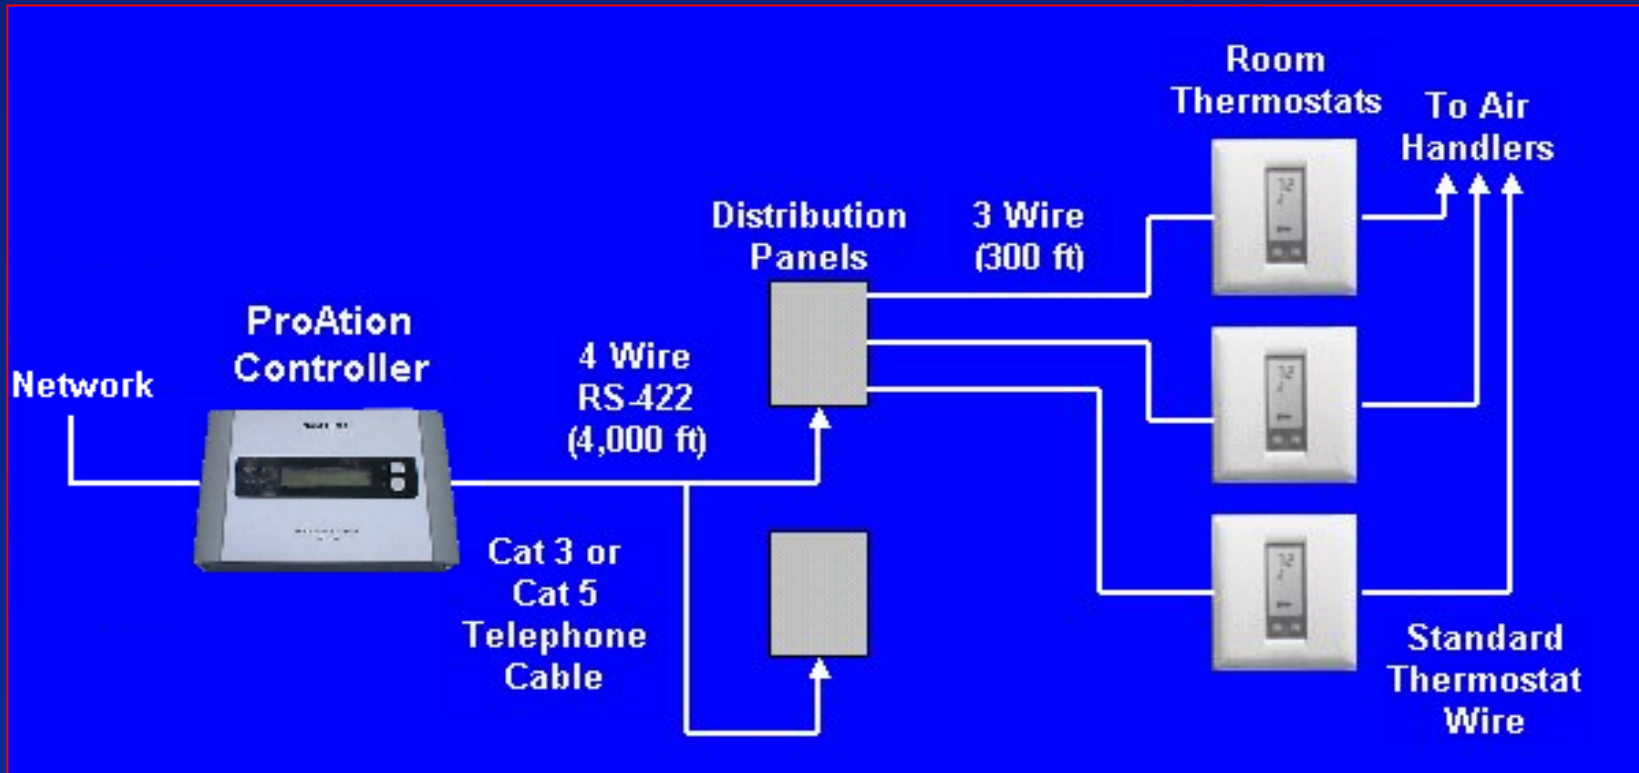 Room
Thermostats
To Air
Handlers
Distribution
Panels
3 Wire
(300 ft)
ProAtion
Controller
4 Wire
RS-422
(4,000 ft)
Network
Cat 3 or
Cat 5
Telephone
Cable
Standard
Thermostat
Wire